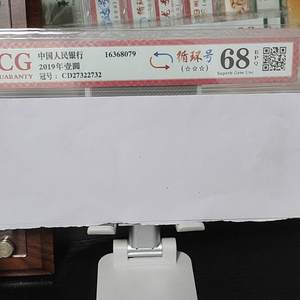 CG
GUARANTY
中国人民银行 16368079
2019年壹圆
冠号：CD27322732
循环号
(☆☆☆)
68
EPQ
Superb Gem Unc